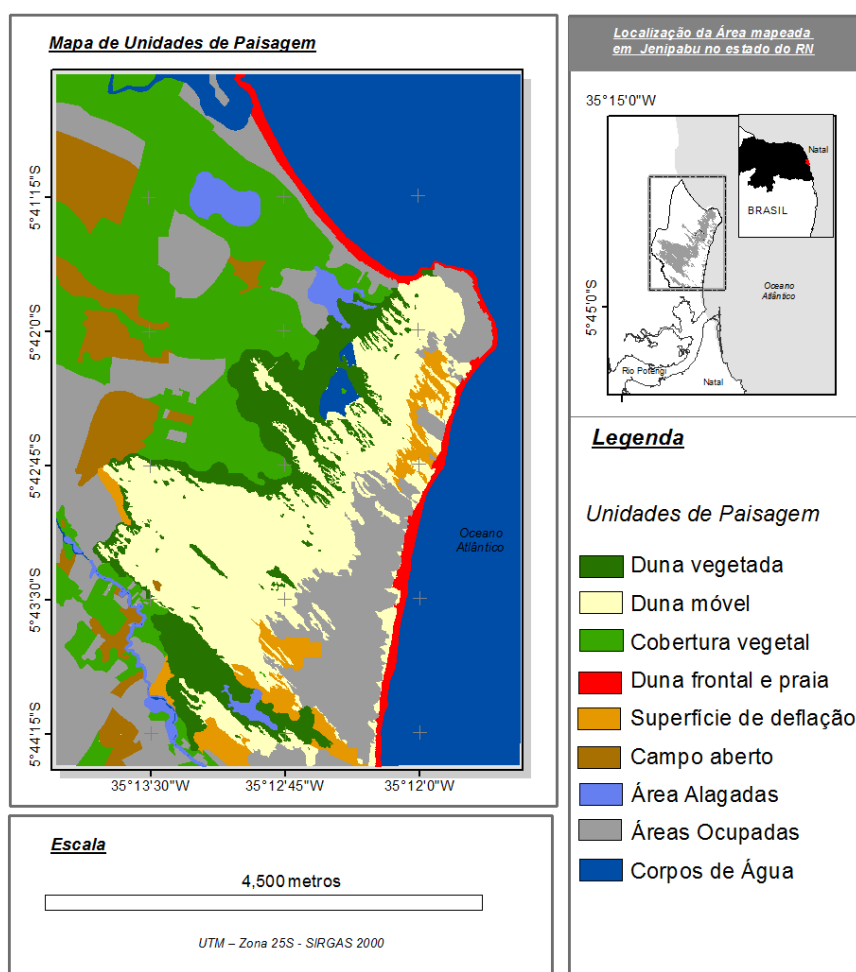 Mapa de Unidades de Paisagem
5°41'15"S
5°42'0"S
5°42'45"S
5°43'30"S
5°44'15"S
Oceano
Atlântico
35°13'30"W 35°12'45"W 35°12'0"W
Escala
4,500 metros
UTM – Zona 25S - SIRGAS 2000
Localização da Área mapeada
em Jenipabu no estado do RN
35°15'0"W
Natal
BRASIL
5°45'0"S
Oceano
Atlântico
Rio Potengi
Natal
Legenda
Unidades de Paisagem
Duna vegetada
Duna móvel
Cobertura vegetal
Duna frontal e praia
Superfície de deflação
Campo aberto
Área Alagadas
Áreas Ocupadas
Corpos de Água